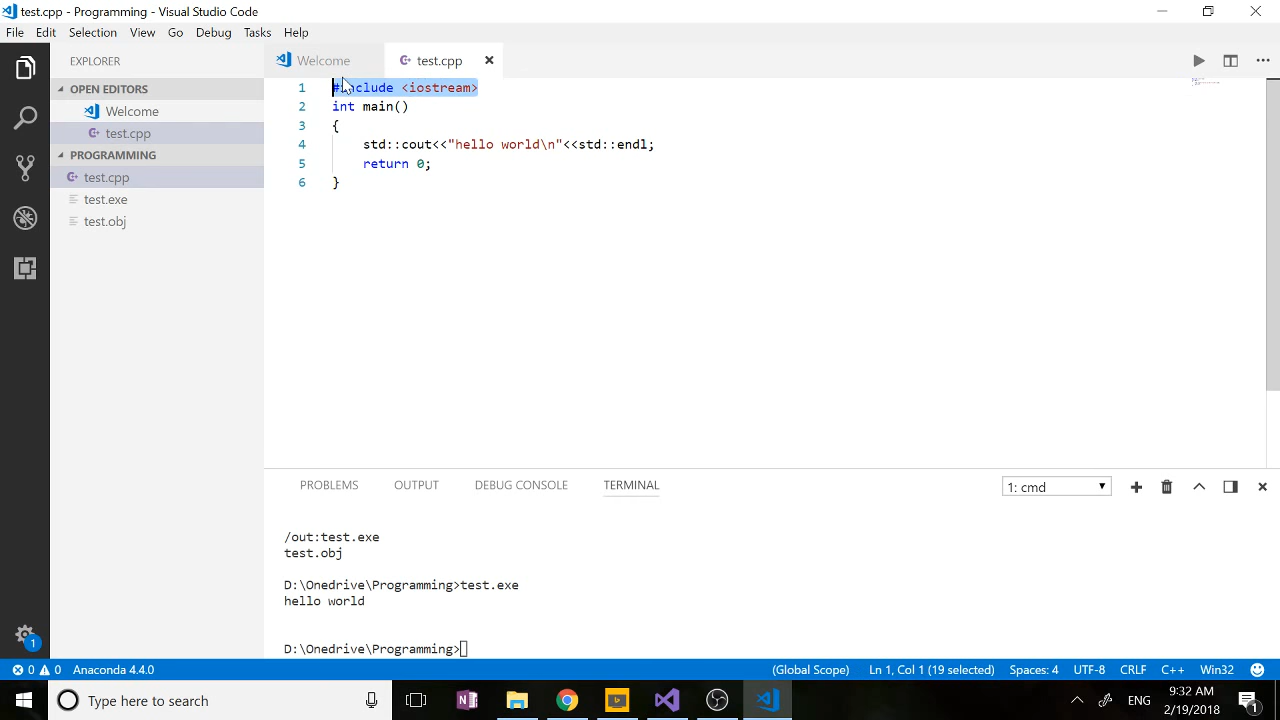 test.cpp - Programming - Visual Studio Code
File Edit Selection View Go Debug Tasks Help
EXPLORER
OPEN EDITORS
Welcome
test.cpp
PROGRAMMING
test.cpp
test.exe
test.obj
Welcome test.cpp
1 #include <iostream>
2 int main()
3 {
4 std::cout<<"hello world\n"<<std::endl;
5 return 0;
6 }
PROBLEMS OUTPUT DEBUG CONSOLE TERMINAL
1: cmd
/out:test.exe
test.obj
D:\Onedrive\Programming>test.exe
hello world
D:\Onedrive\Programming>
1
0 0 Anaconda 4.4.0 (Global Scope) Ln 1, Col 1 (19 selected) Spaces: 4 UTF-8 CRLF C++ Win32
Type here to search
ENG
9:32 AM
2/19/2018
1